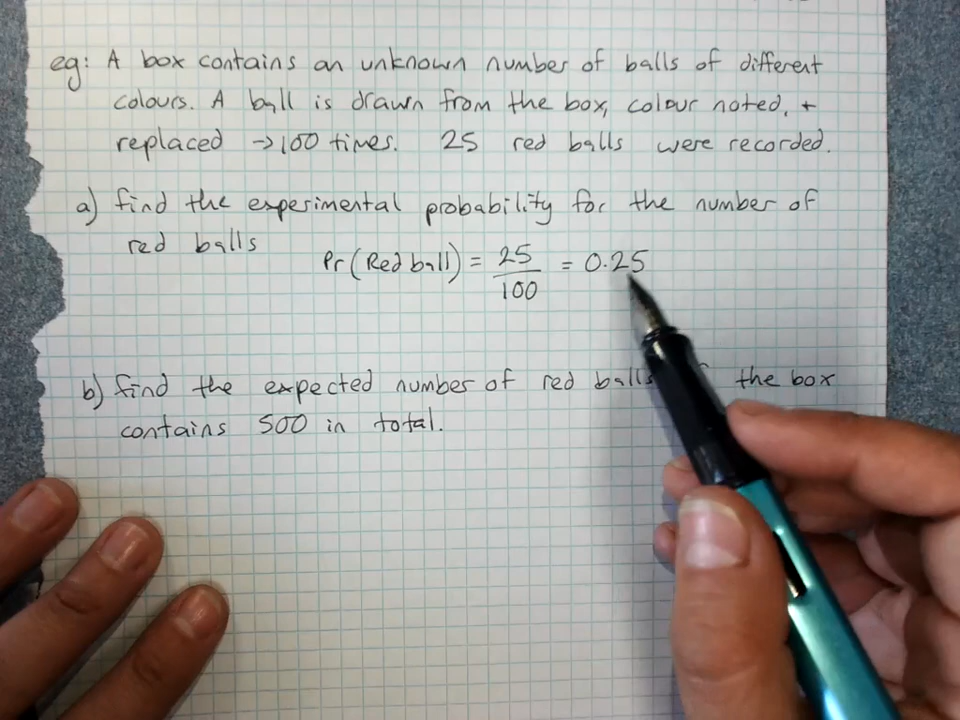 eg: A box contains an unknown number of balls of different
colours. A ball is drawn from the box, colour noted, +
replaced → 100 times. 25 red balls were recorded.
a) find the experimental probability for the number of
red balls
Pr (Red ball) = 25/100 = 0.25
b) find the expected number of red balls the box
contains 500 in total.